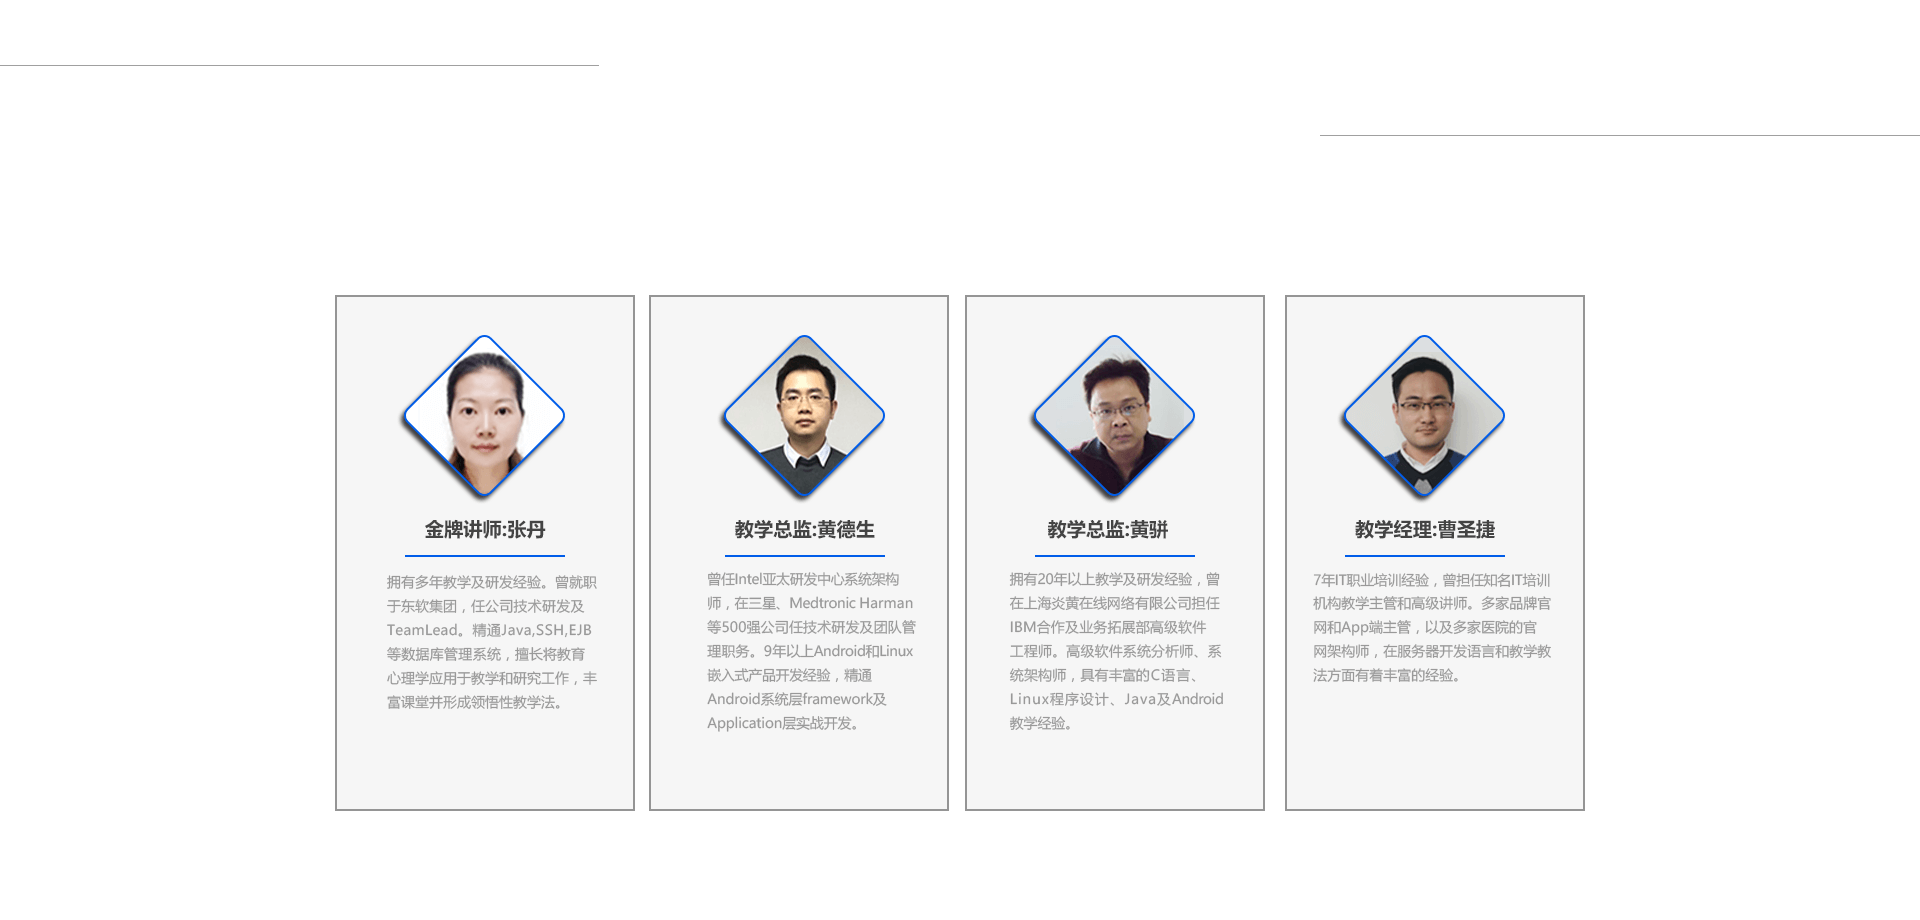 金牌讲师:张丹
拥有多年教学及研发经验。曾就职
于东软集团，任公司技术研发及
TeamLead。精通Java,SSH,EJB
等数据库管理系统，擅长将教育
心理学应用于教学和研究工作，丰
富课堂并形成领悟性教学法。
教学总监:黄德生
曾任Intel亚太研发中心系统架构
师，在三星、Medtronic Harman
等500强公司任技术研发及团队管
理职务。9年以上Android和Linux
嵌入式产品开发经验，精通
Android系统层framework及
Application层实战开发。
教学总监:黄骈
拥有20年以上教学及研发经验，曾
在上海炎黄在线网络有限公司担任
IBM合作及业务拓展部高级软件
工程师。高级软件系统分析师、系
统架构师，具有丰富的C语言、
Linux程序设计、Java及Android
教学经验。
教学经理:曹圣捷
7年IT职业培训经验，曾担任知名IT培训
机构教学主管和高级讲师。多家品牌官
网和App端主管，以及多家医院的官
网架构师，在服务器开发语言和教学教
法方面有着丰富的经验。